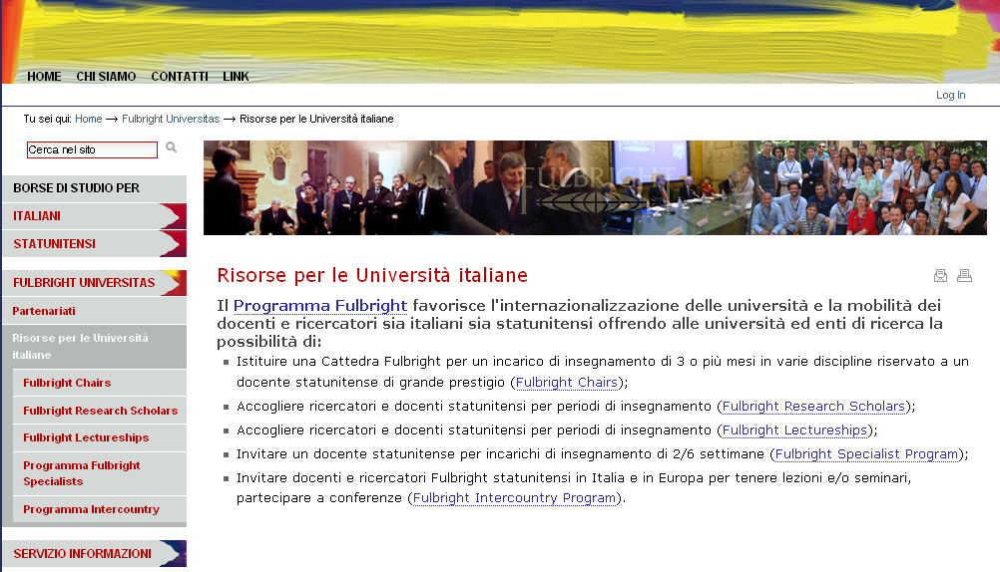 HOME CHI SIAMO CONTATTI LINK
Log In
Tu sei qui: Home → Fulbright Universitas → Risorse per le Università italiane
Cerca nel sito
BORSE DI STUDIO PER
ITALIANI
STATUNITENSI
FULBRIGHT UNIVERSITAS
Partenariati
Risorse per le Università
italiane
Fulbright Chairs
Fulbright Research Scholars
Fulbright Lectureships
Programma Fulbright
Specialists
Programma Intercountry
SERVIZIO INFORMAZIONI
FULBRIGHT
Risorse per le Università italiane
Il Programma Fulbright favorisce l'internazionalizzazione delle università e la mobilità dei
docenti e ricercatori sia italiani sia statunitensi offrendo alle università ed enti di ricerca la
possibilità di:
Istituire una Cattedra Fulbright per un incarico di insegnamento di 3 o più mesi in varie discipline riservato a un
docente statunitense di grande prestigio (Fulbright Chairs);
Accogliere ricercatori e docenti statunitensi per periodi di insegnamento (Fulbright Research Scholars);
Accogliere ricercatori e docenti statunitensi per periodi di insegnamento (Fulbright Lectureships);
Invitare un docente statunitense per incarichi di insegnamento di 2/6 settimane (Fulbright Specialist Program);
Invitare docenti e ricercatori Fulbright statunitensi in Italia e in Europa per tenere lezioni e/o seminari,
partecipare a conferenze (Fulbright Intercountry Program).